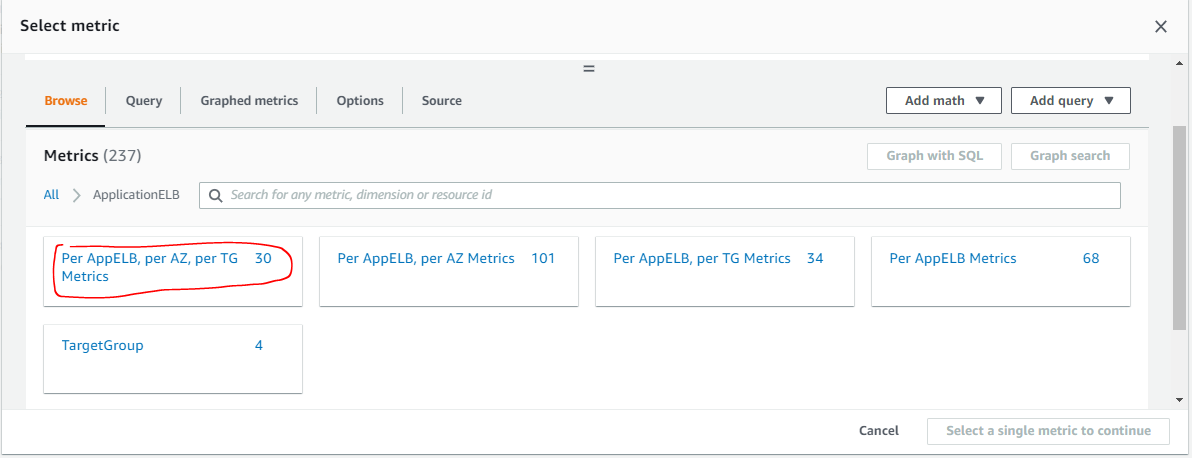 Select metric
Browse
Query
Graphed metrics
Options
Source
Add math
Add query
Metrics (237)
Graph with SQL
Graph search
All
ApplicationELB
Search for any metric, dimension or resource id
Per AppELB, per AZ, per TG 30
Metrics
Per AppELB, per AZ Metrics 101
Per AppELB, per TG Metrics 34
Per AppELB Metrics 68
TargetGroup 4
Cancel
Select a single metric to continue